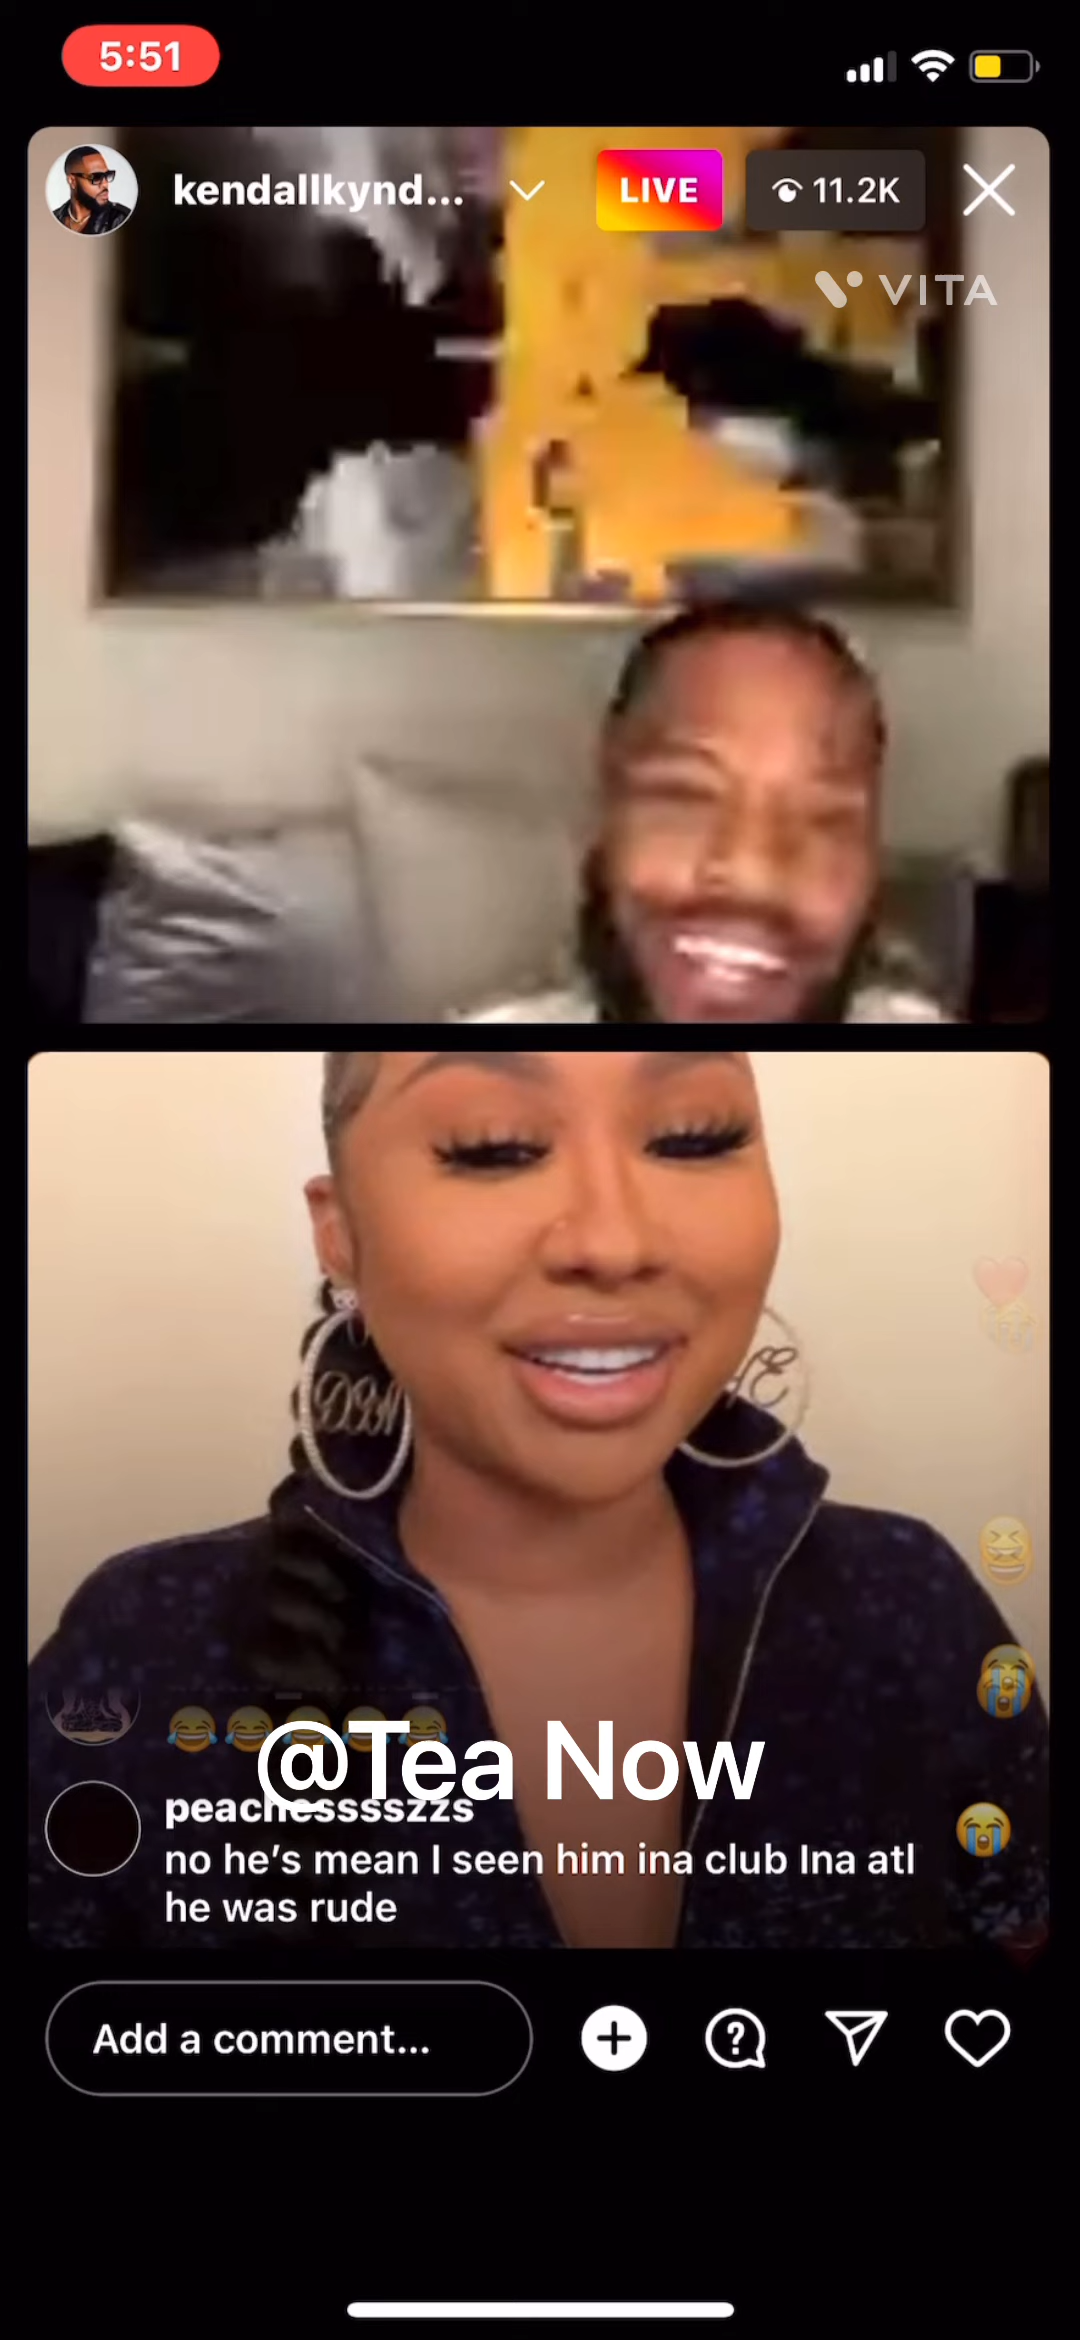 5:51
kendallkynd...
LIVE
11.2K
VITA
@Tea Now
peachesssszzs
no he's mean I seen him ina club Ina atl
he was rude
Add a comment...